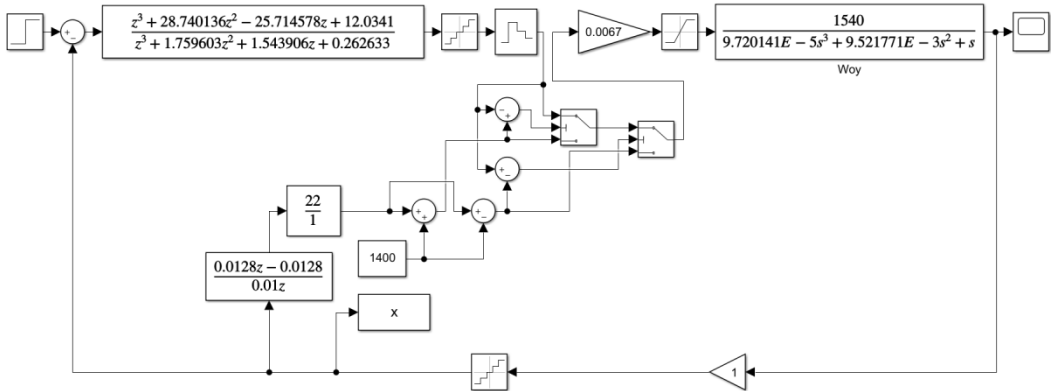 z³ + 28.740136z² − 25.714578z + 12.0341
z³ + 1.759603z² + 1.543906z + 0.262633
0.0067
1540
9.720141E − 5s³ + 9.521771E − 3s² + s
Woy
22
1
1400
0.0128z − 0.0128
0.01z
x
1